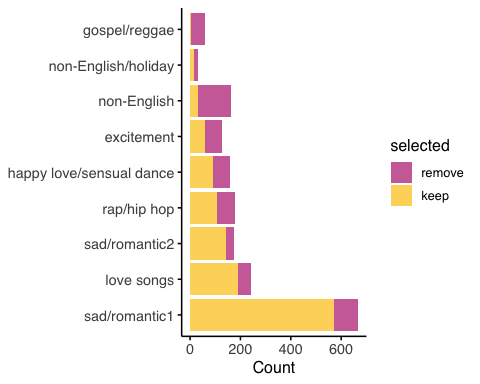 gospel/reggae
non-English/holiday
non-English
excitement
happy love/sensual dance
rap/hip hop
sad/romantic2
love songs
sad/romantic1
0 200 400 600
Count
selected
remove
keep